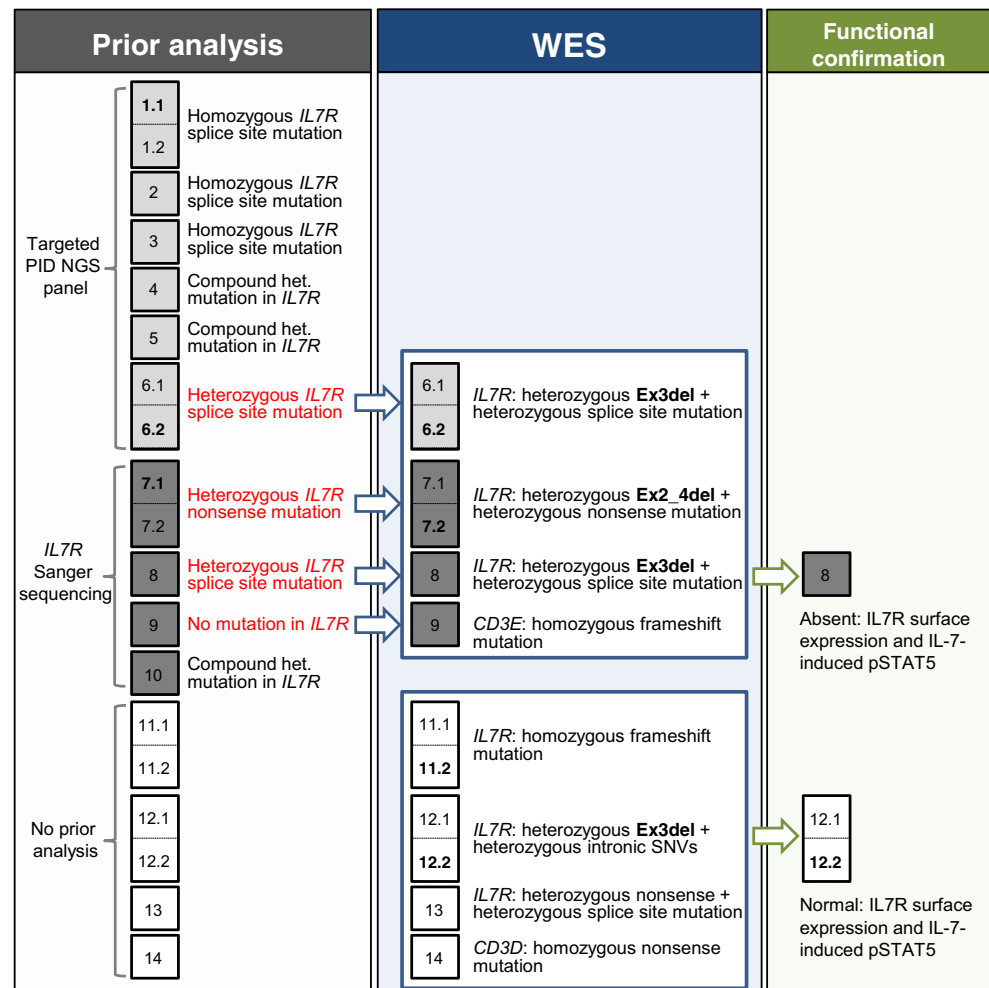 Prior analysis
WES
Functional
confirmation
Targeted
PID NGS
panel
1.1
1.2
Homozygous IL7R
splice site mutation
2
Homozygous IL7R
splice site mutation
3
Homozygous IL7R
splice site mutation
4
Compound het.
mutation in IL7R
5
Compound het.
mutation in IL7R
6.1
6.2
Heterozygous IL7R
splice site mutation
6.1
6.2
IL7R: heterozygous Ex3del +
heterozygous splice site mutation
IL7R
Sanger
sequencing
7.1
7.2
Heterozygous IL7R
nonsense mutation
7.1
7.2
IL7R: heterozygous Ex2_4del +
heterozygous nonsense mutation
8
Heterozygous IL7R
splice site mutation
8
IL7R: heterozygous Ex3del +
heterozygous splice site mutation
8
Absent: IL7R surface
expression and IL-7-
induced pSTAT5
9
No mutation in IL7R
9
CD3E: homozygous frameshift
mutation
10
Compound het.
mutation in IL7R
No prior
analysis
11.1
11.2
11.1
11.2
IL7R: homozygous frameshift
mutation
12.1
12.2
12.1
12.2
IL7R: heterozygous Ex3del +
heterozygous intronic SNVs
12.1
12.2
Normal: IL7R surface
expression and IL-7-
induced pSTAT5
13
13
IL7R: heterozygous nonsense +
heterozygous splice site mutation
14
14
CD3D: homozygous nonsense
mutation